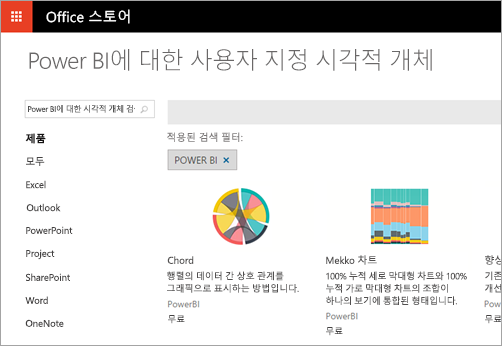 Office 스토어
Power BI에 대한 사용자 지정 시각적 개체
Power BI에 대한 시각적 개체 검
제품
모두
Excel
Outlook
PowerPoint
Project
SharePoint
Word
OneNote
적용된 검색 필터:
POWER BI ×
Chord
행렬의 데이터 간 상호 관계를
그래픽으로 표시하는 방법입니다.
PowerBI
무료
Mekko 차트
100% 누적 세로 막대형 차트와 100%
누적 가로 막대형 차트의 조합이
하나의 보기에 통합된 형태입니다.
PowerBI
무료
향상
기존
개선
무료